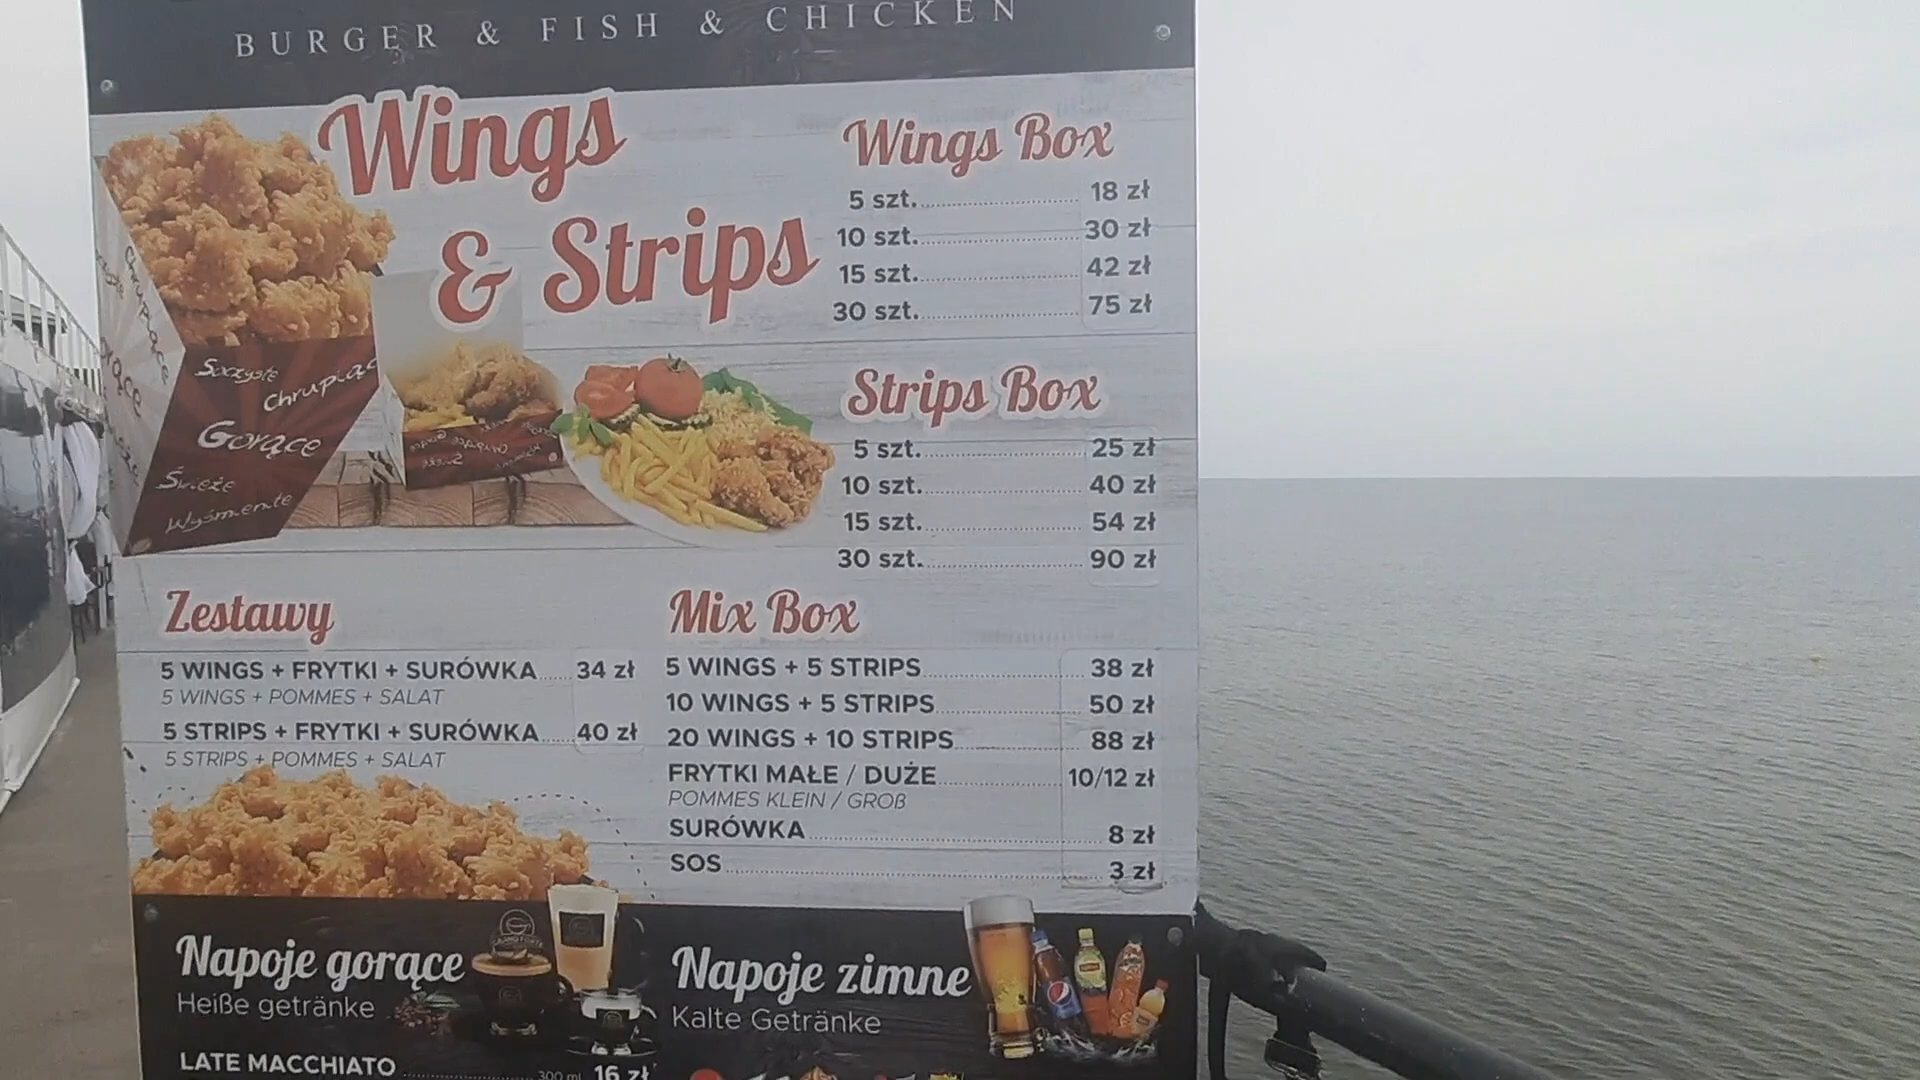 BURGER & FISH & CHICKEN
Wings
& Strips
Wings Box
5 szt. 18 zł
10 szt. 30 zł
15 szt. 42 zł
30 szt. 75 zł
Soczyste
Chrupiąc
Gorące
Świeże
Wyśmienite
Chrupiące
Strips Box
5 szt. 25 zł
10 szt. 40 zł
15 szt. 54 zł
30 szt. 90 zł
Zestawy
5 WINGS + FRYTKI + SURÓWKA 34 zł
5 WINGS + POMMES + SALAT
5 STRIPS + FRYTKI + SURÓWKA 40 zł
5 STRIPS + POMMES + SALAT
Mix Box
5 WINGS + 5 STRIPS 38 zł
10 WINGS + 5 STRIPS 50 zł
20 WINGS + 10 STRIPS 88 zł
FRYTKI MAŁE / DUŻE 10/12 zł
POMMES KLEIN / GROß
SURÓWKA 8 zł
SOS 3 zł
Napoje gorące
Heiße getränke
LATE MACCHIATO 300 ml 16 zł
Napoje zimne
Kalte Getränke